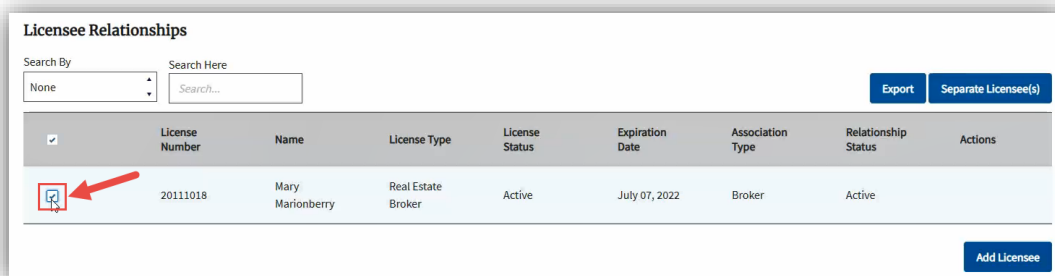 Licensee Relationships
Search By Search Here
None Search... Export Separate Licensee(s)
License Number Name License Type License Status Expiration Date Association Type Relationship Status Actions
20111018 Mary Marionberry Real Estate Broker Active July 07, 2022 Broker Active
Add Licensee